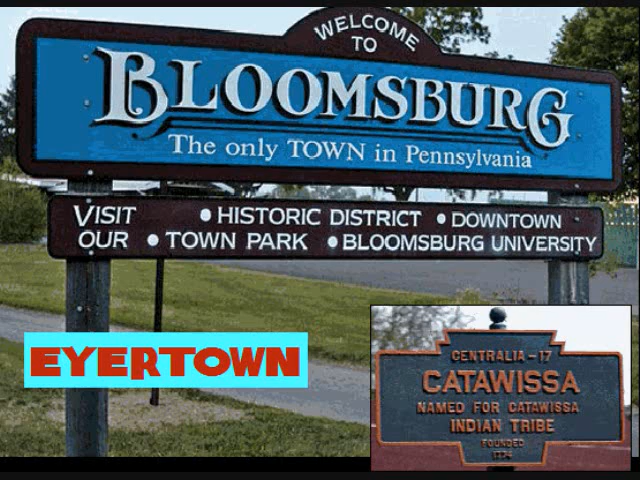 WELCOME
TO
BLOOMSBURG
The only TOWN in Pennsylvania
VISIT OUR
• HISTORIC DISTRICT • DOWNTOWN
• TOWN PARK • BLOOMSBURG UNIVERSITY
EYERTOWN
CENTRALIA - 17
CATAWISSA
NAMED FOR CATAWISSA
INDIAN TRIBE
FOUNDED
1774